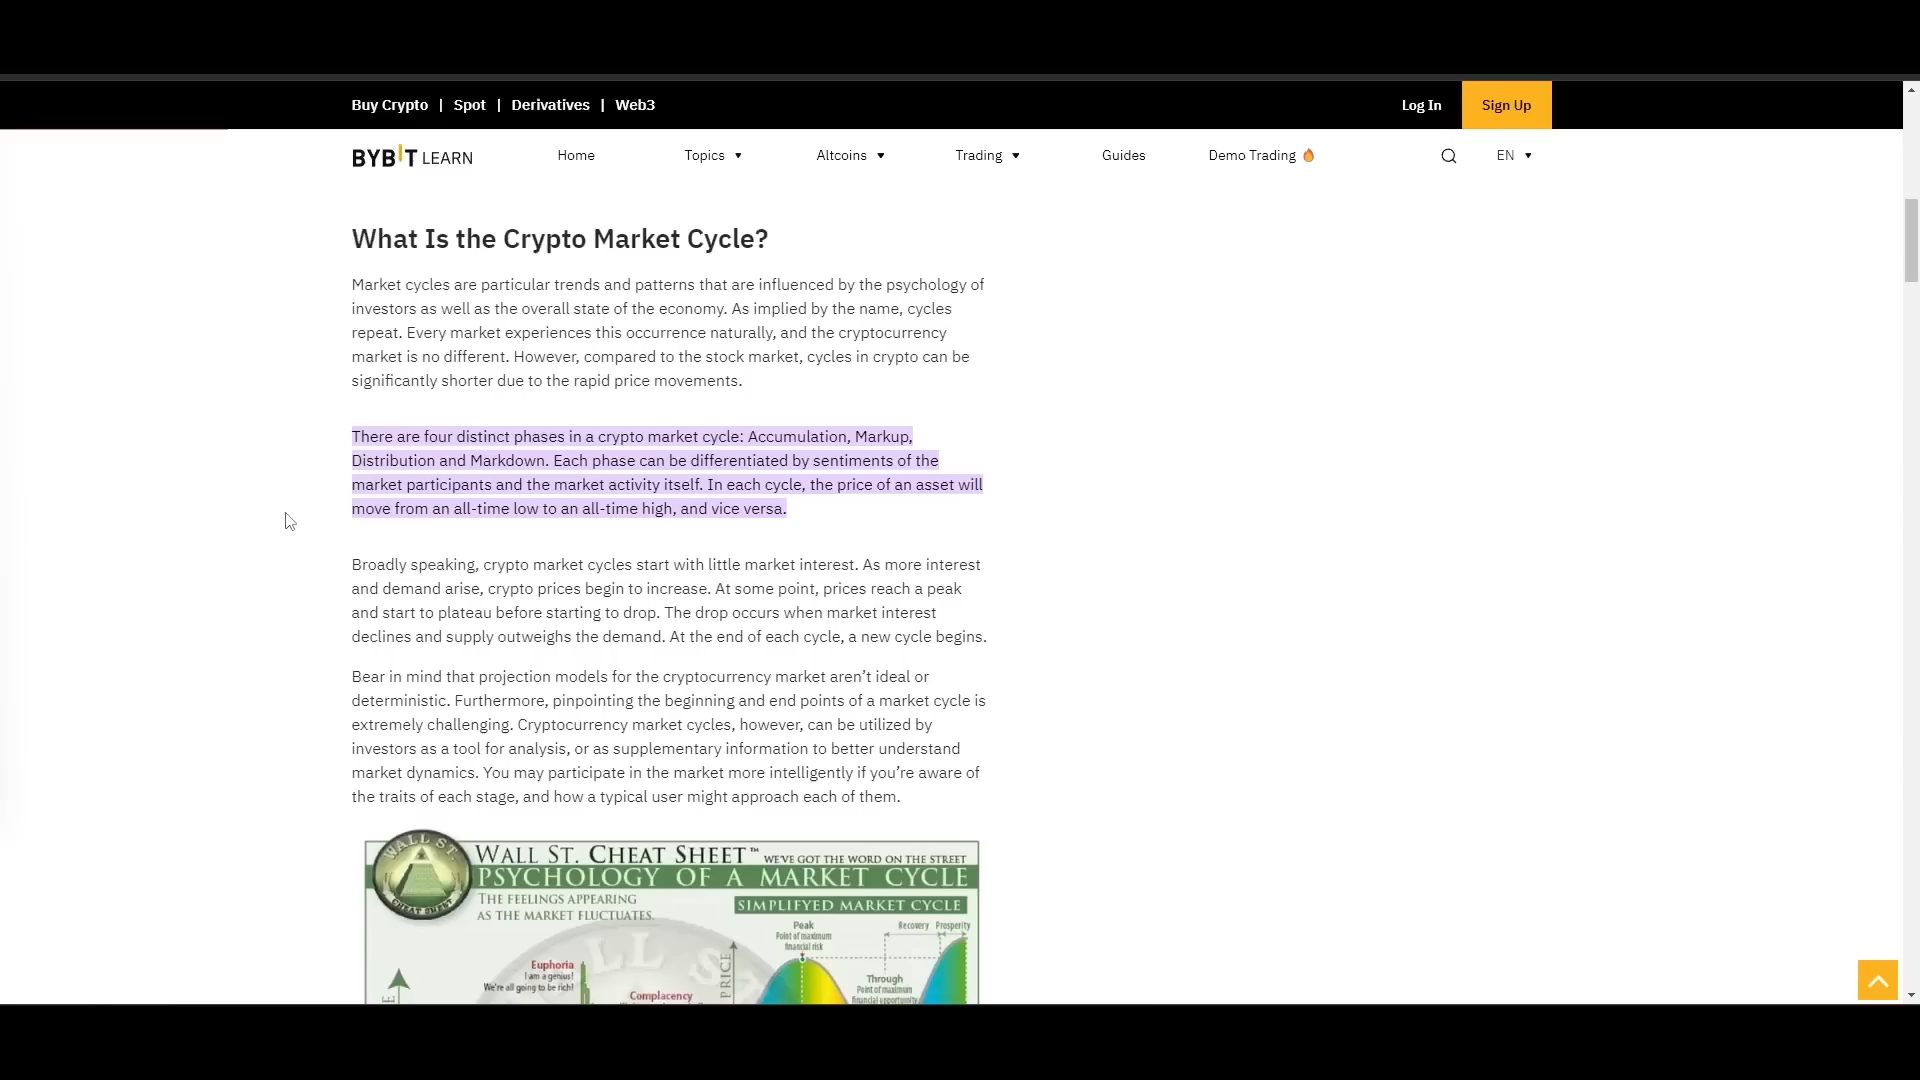 Buy Crypto | Spot | Derivatives | Web3
Log In
Sign Up
BYBIT LEARN
Home
Topics
Altcoins
Trading
Guides
Demo Trading
EN
What Is the Crypto Market Cycle?
Market cycles are particular trends and patterns that are influenced by the psychology of
investors as well as the overall state of the economy. As implied by the name, cycles
repeat. Every market experiences this occurrence naturally, and the cryptocurrency
market is no different. However, compared to the stock market, cycles in crypto can be
significantly shorter due to the rapid price movements.
There are four distinct phases in a crypto market cycle: Accumulation, Markup,
Distribution and Markdown. Each phase can be differentiated by sentiments of the
market participants and the market activity itself. In each cycle, the price of an asset will
move from an all-time low to an all-time high, and vice versa.
Broadly speaking, crypto market cycles start with little market interest. As more interest
and demand arise, crypto prices begin to increase. At some point, prices reach a peak
and start to plateau before starting to drop. The drop occurs when market interest
declines and supply outweighs the demand. At the end of each cycle, a new cycle begins.
Bear in mind that projection models for the cryptocurrency market aren’t ideal or
deterministic. Furthermore, pinpointing the beginning and end points of a market cycle is
extremely challenging. Cryptocurrency market cycles, however, can be utilized by
investors as a tool for analysis, or as supplementary information to better understand
market dynamics. You may participate in the market more intelligently if you’re aware of
the traits of each stage, and how a typical user might approach each of them.
WALL ST.
CHEAT SHEET
WALL ST. CHEAT SHEET™ WE'VE GOT THE WORD ON THE STREET
PSYCHOLOGY OF A MARKET CYCLE
THE FEELINGS APPEARING
AS THE MARKET FLUCTUATES.
SIMPLIFYED MARKET CYCLE
Peak
Point of maximum
financial risk
Recovery
Prosperity
Euphoria
I am a genius!
We're all going to be rich!
Complacency
PRICE
Through
Point of maximum
financial opportunity